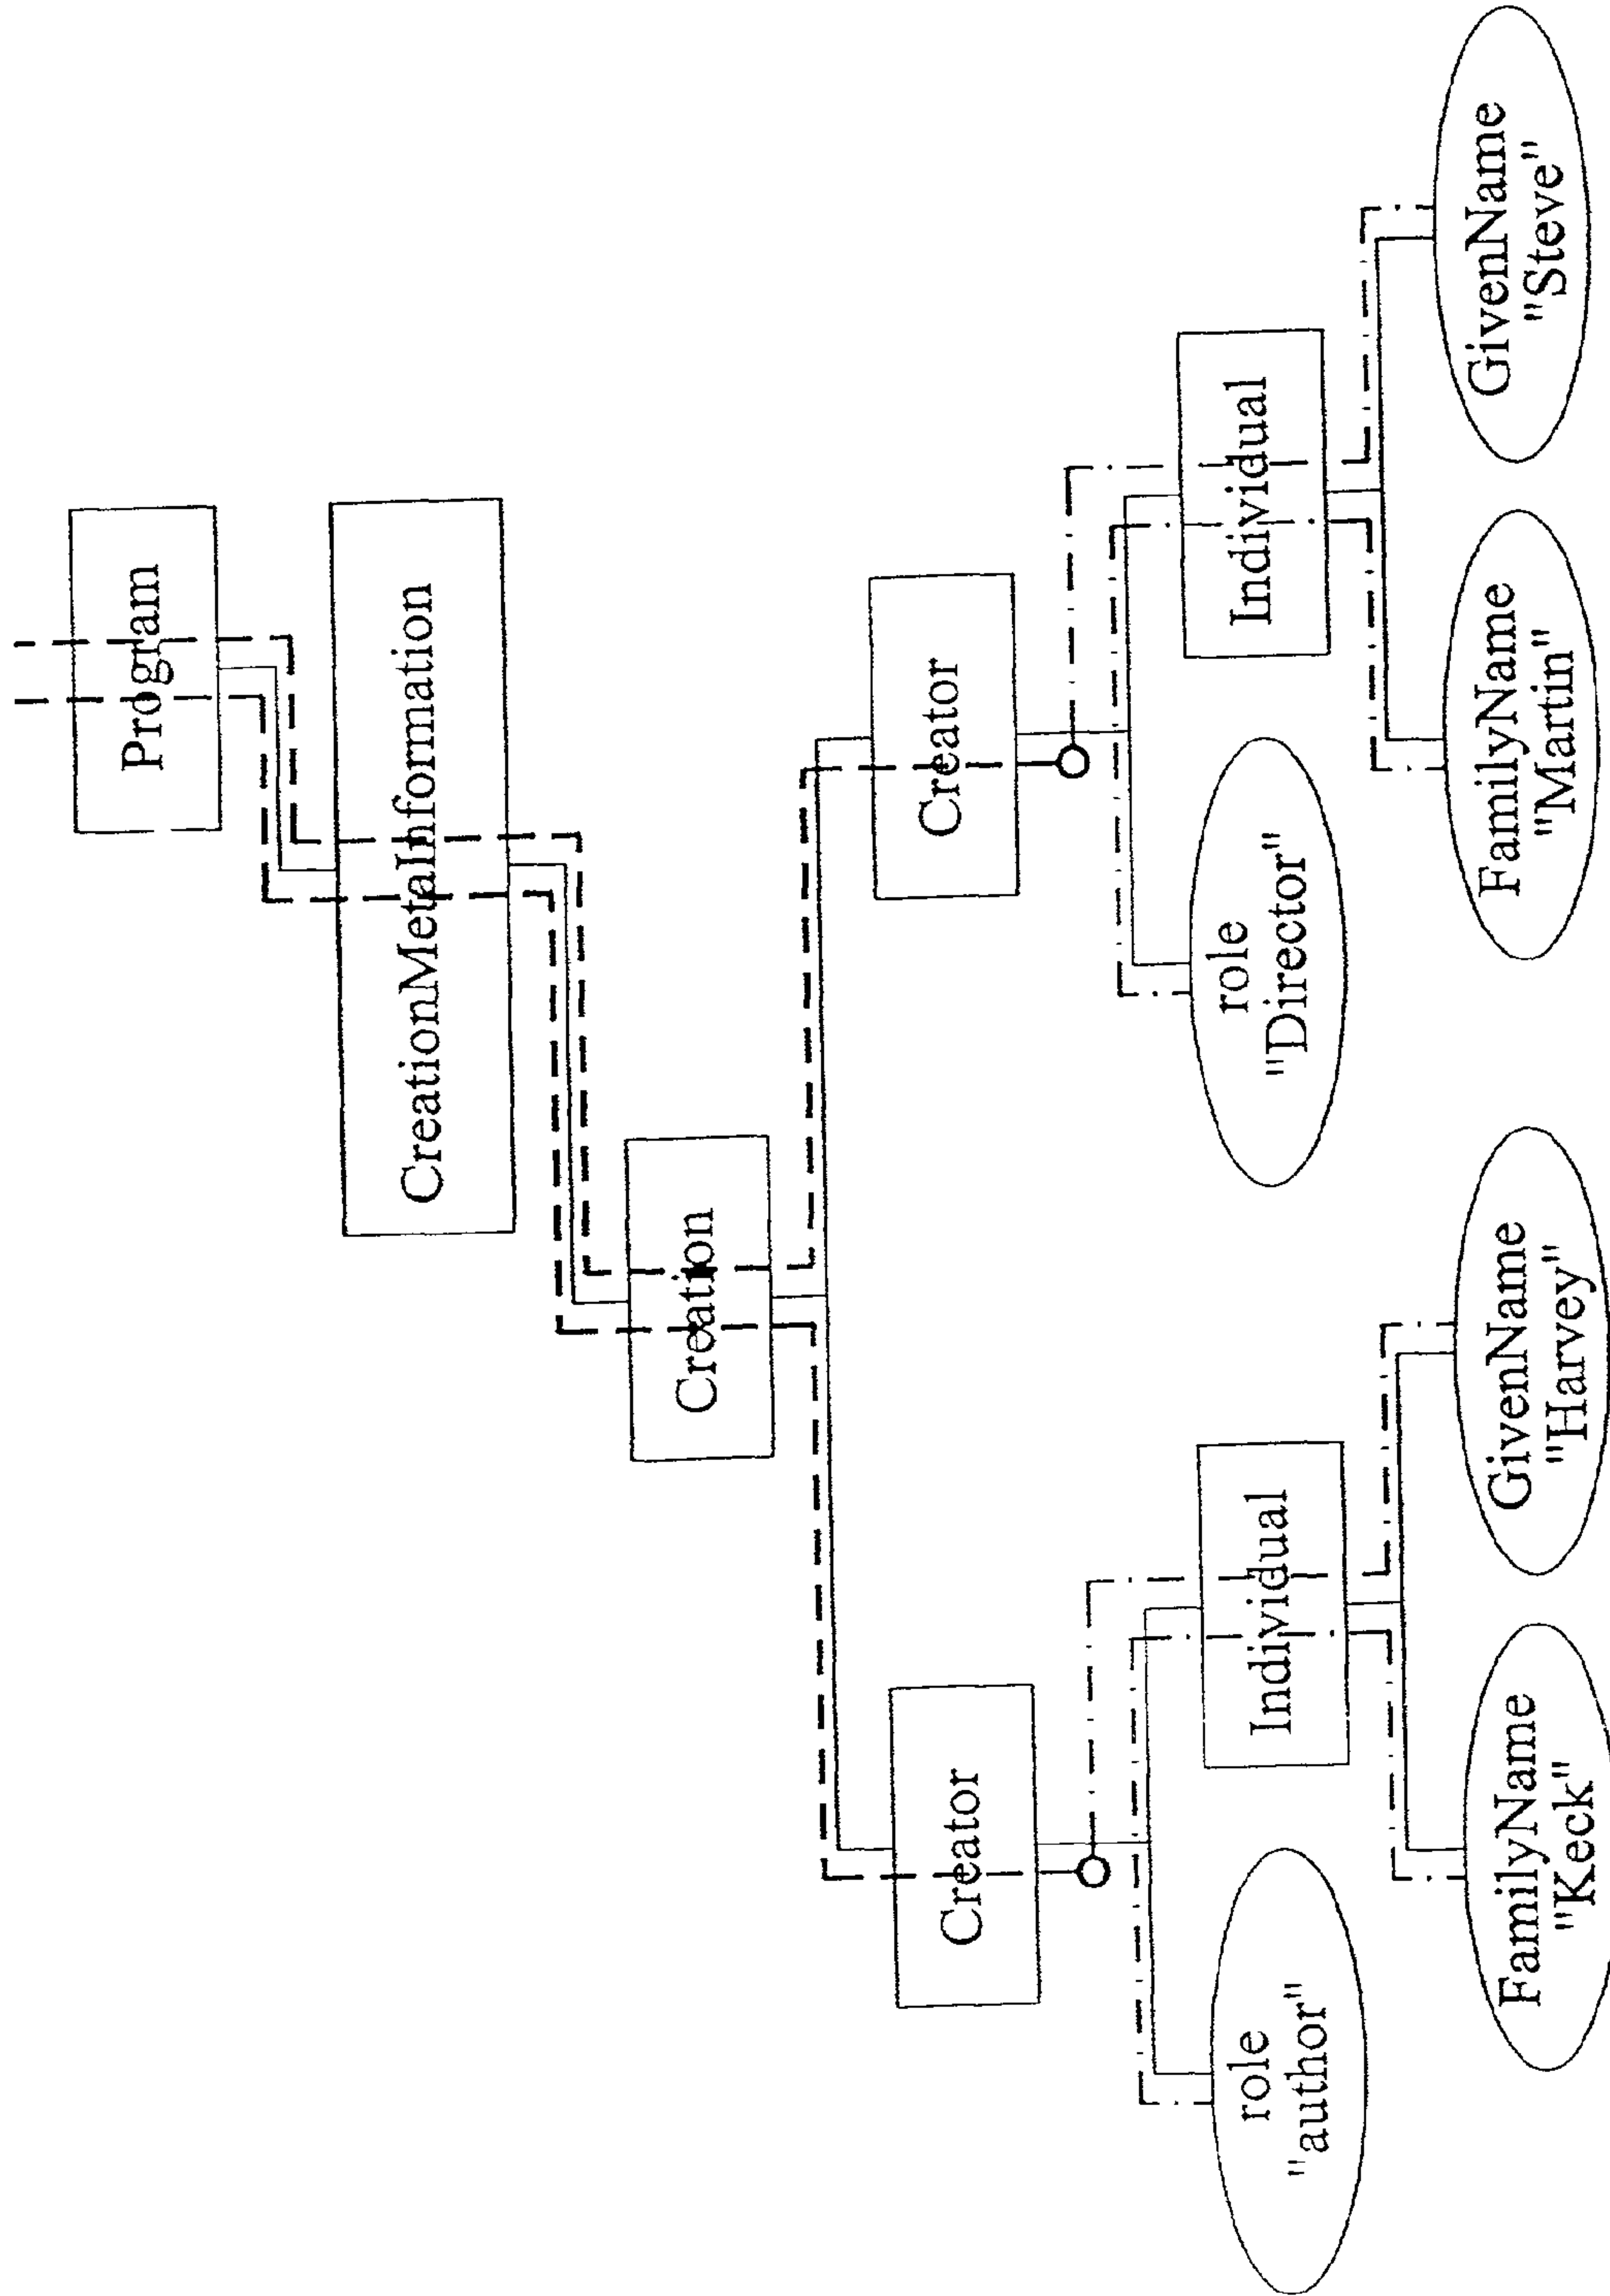 Program
CreationMetaInformation
Creation
Creator
Creator
role
"author"
Individual
role
"Director"
Individual
FamilyName
"Keck"
GivenName
"Harvey"
FamilyName
"Martin"
GivenName
"Steve"